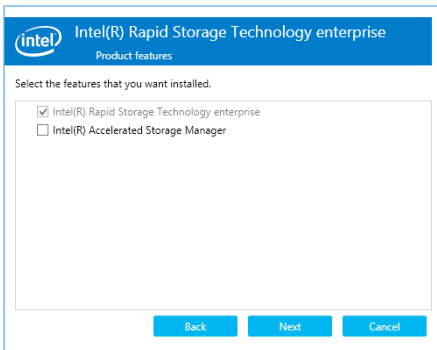 intel
Intel(R) Rapid Storage Technology enterprise
Product features
Select the features that you want installed.
Intel(R) Rapid Storage Technology enterprise
Intel(R) Accelerated Storage Manager
Back Next Cancel